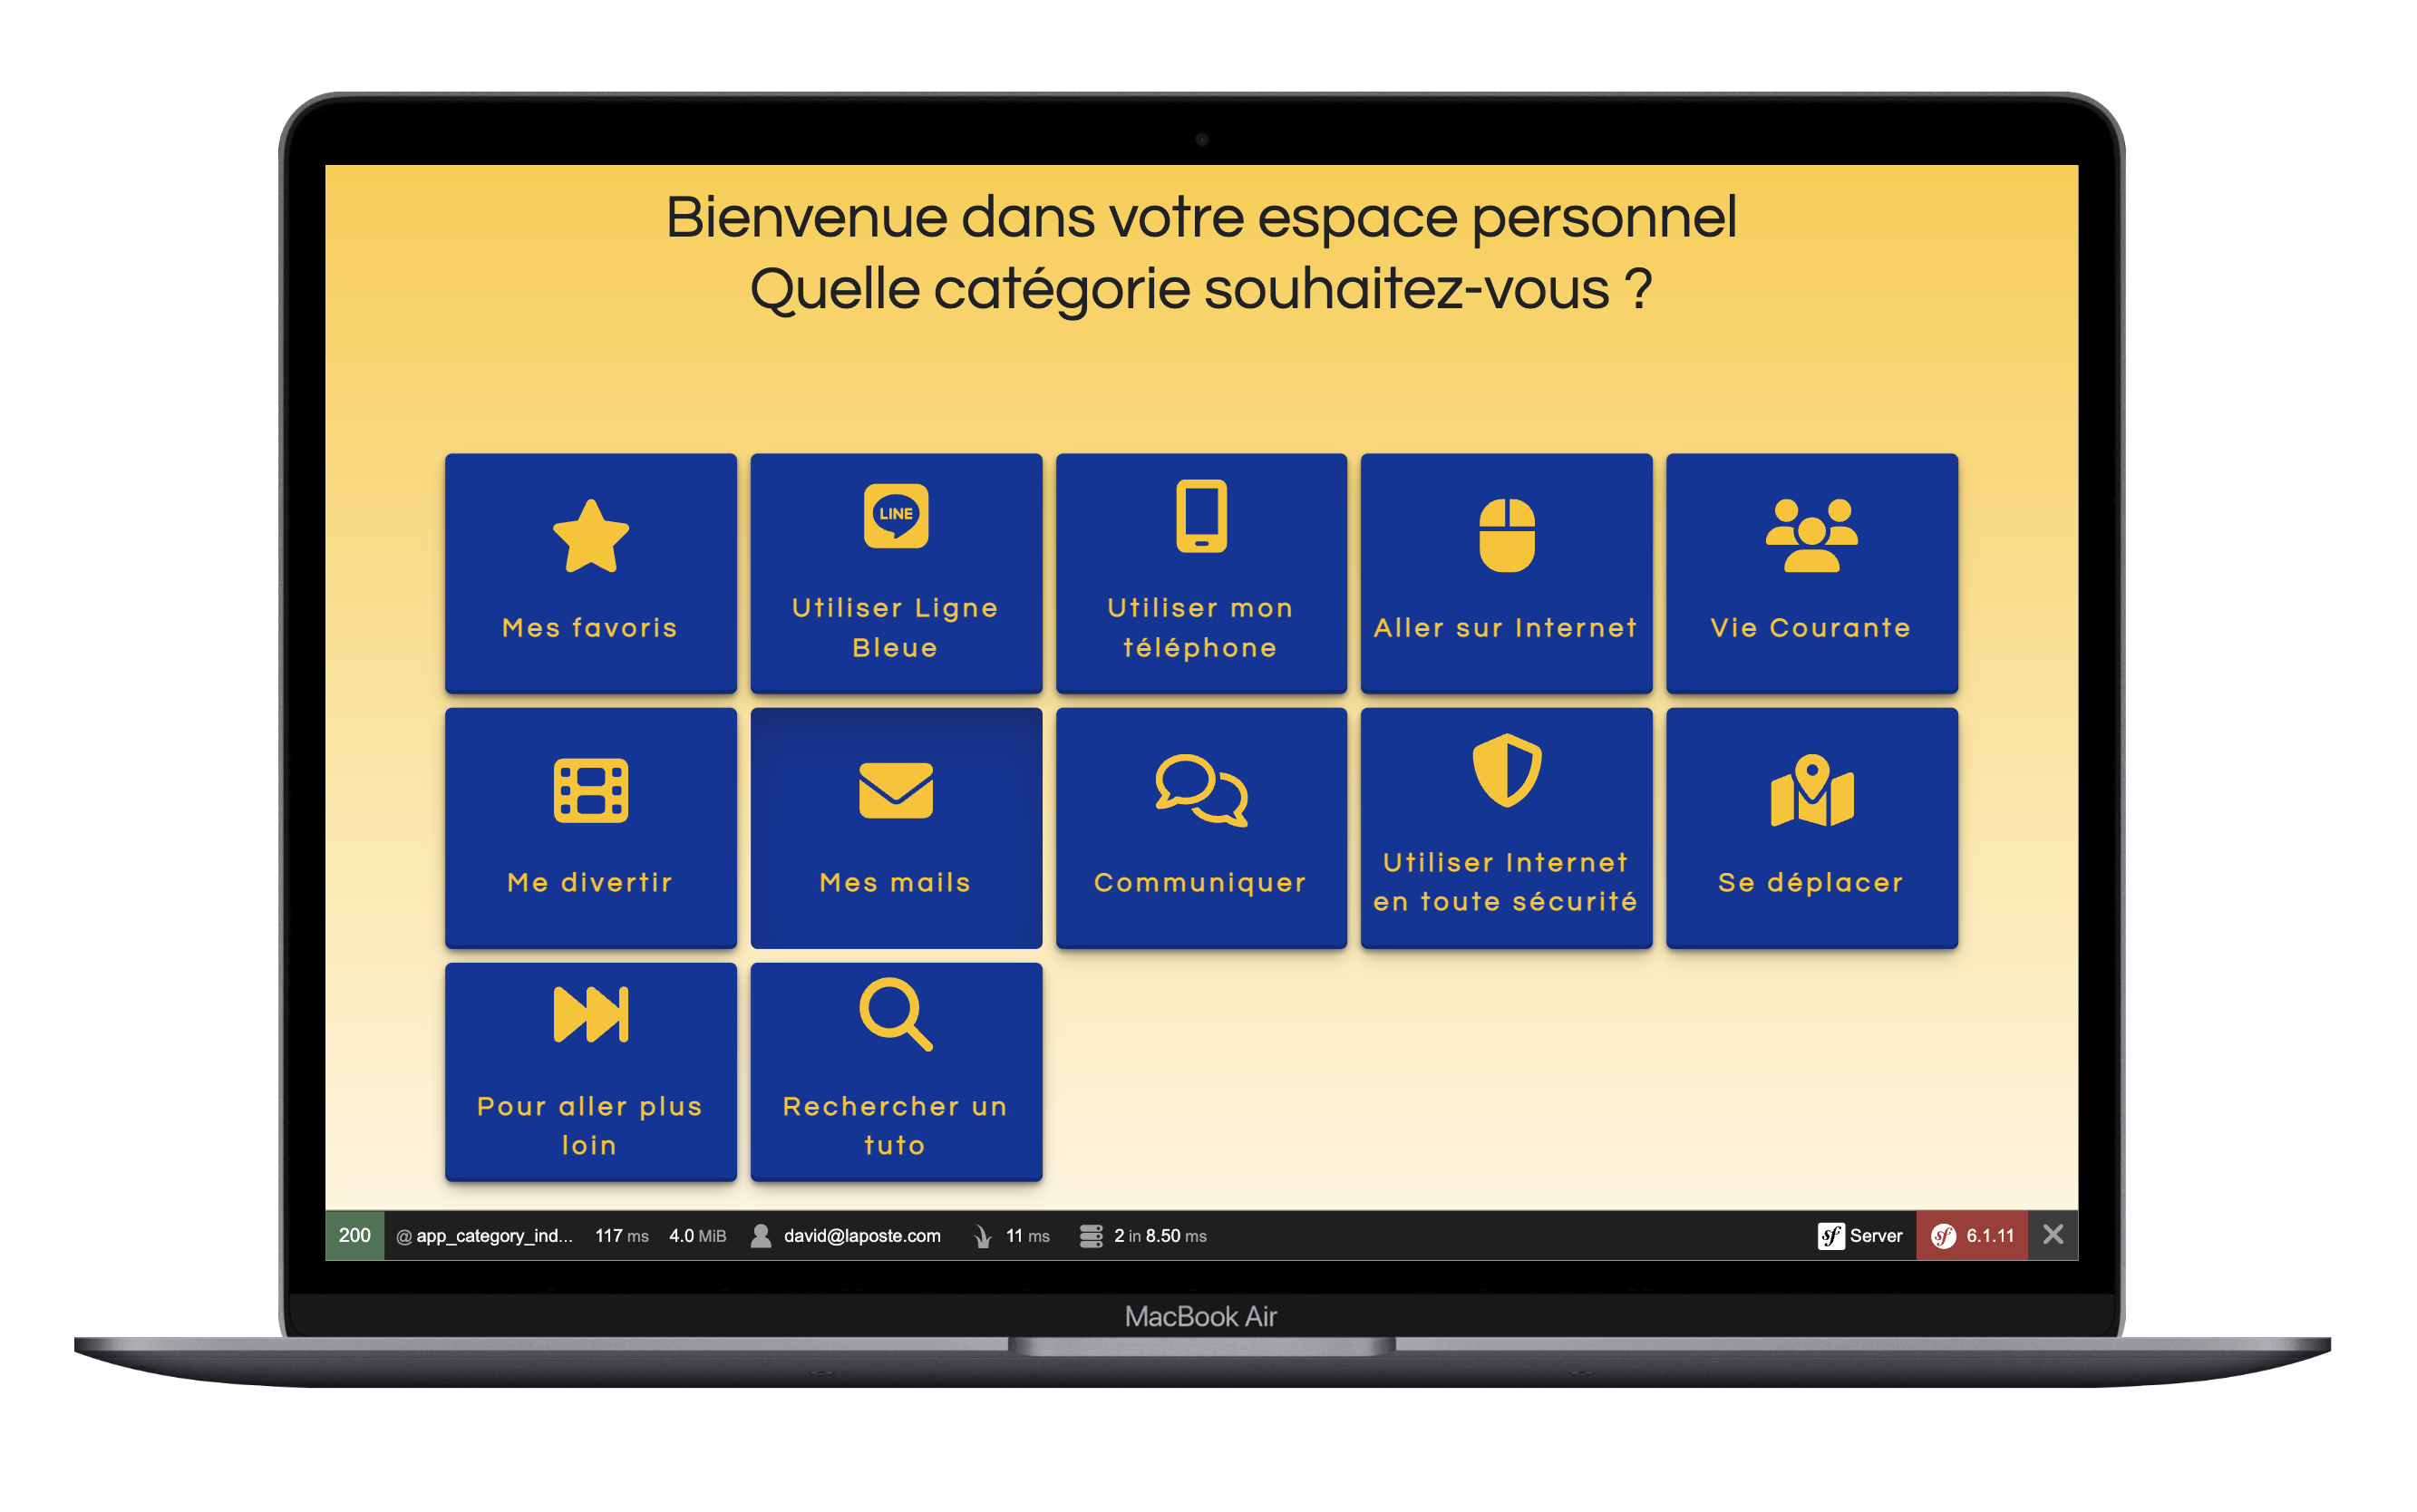 Bienvenue dans votre espace personnel
Quelle catégorie souhaitez-vous ?
Mes favoris
LINE
Utiliser Ligne
Bleue
Utiliser mon
téléphone
Aller sur Internet
Vie Courante
Me divertir
Mes mails
Communiquer
Utiliser Internet
en toute sécurité
Se déplacer
Pour aller plus
loin
Rechercher un
tuto
200 @ app_category_ind... 117 ms 4.0 MiB david@laposte.com 11 ms 2 in 8.50 ms sf Server sf 6.1.11
MacBook Air